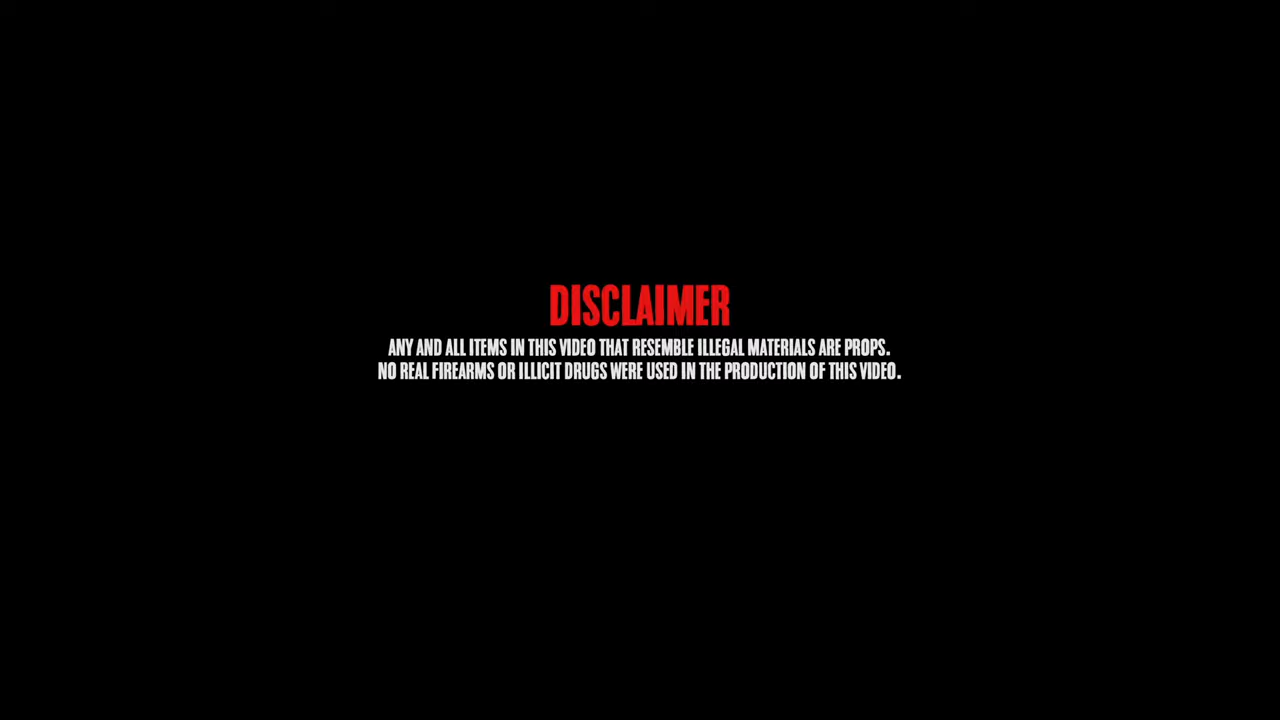 DISCLAIMER
ANY AND ALL ITEMS IN THIS VIDEO THAT RESEMBLE ILLEGAL MATERIALS ARE PROPS.
NO REAL FIREARMS OR ILLICIT DRUGS WERE USED IN THE PRODUCTION OF THIS VIDEO.